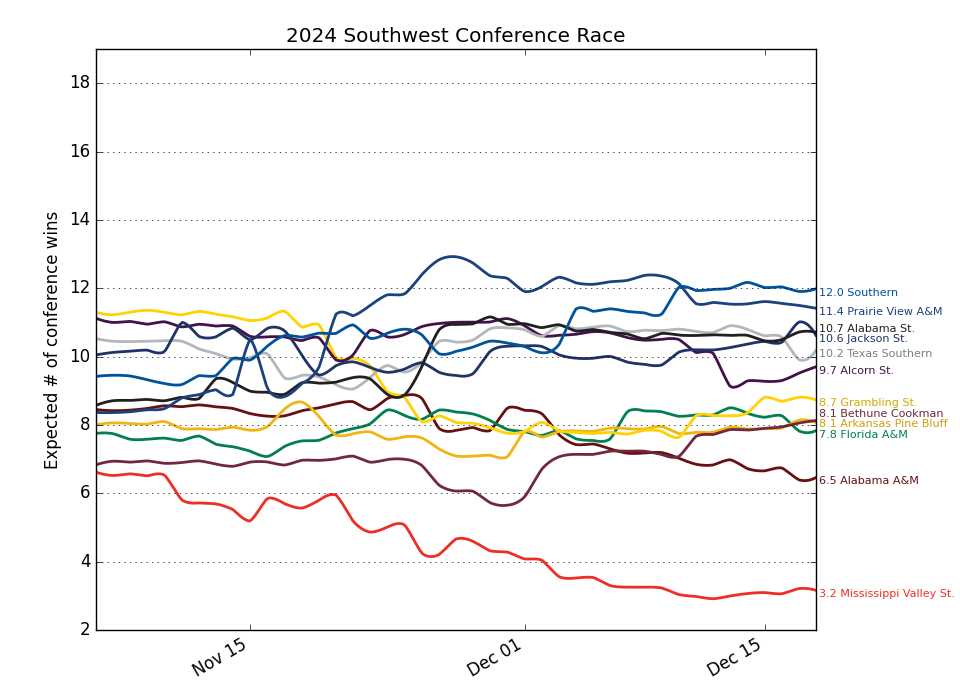 2024 Southwest Conference Race
Expected # of conference wins
18
16
14
12
10
8
6
4
2
Nov 15
Dec 01
Dec 15
12.0 Southern
11.4 Prairie View A&M
10.7 Alabama St.
10.6 Jackson St.
10.2 Texas Southern
9.7 Alcorn St.
8.7 Grambling St.
8.1 Bethune Cookman
8.1 Arkansas Pine Bluff
7.8 Florida A&M
6.5 Alabama A&M
3.2 Mississippi Valley St.